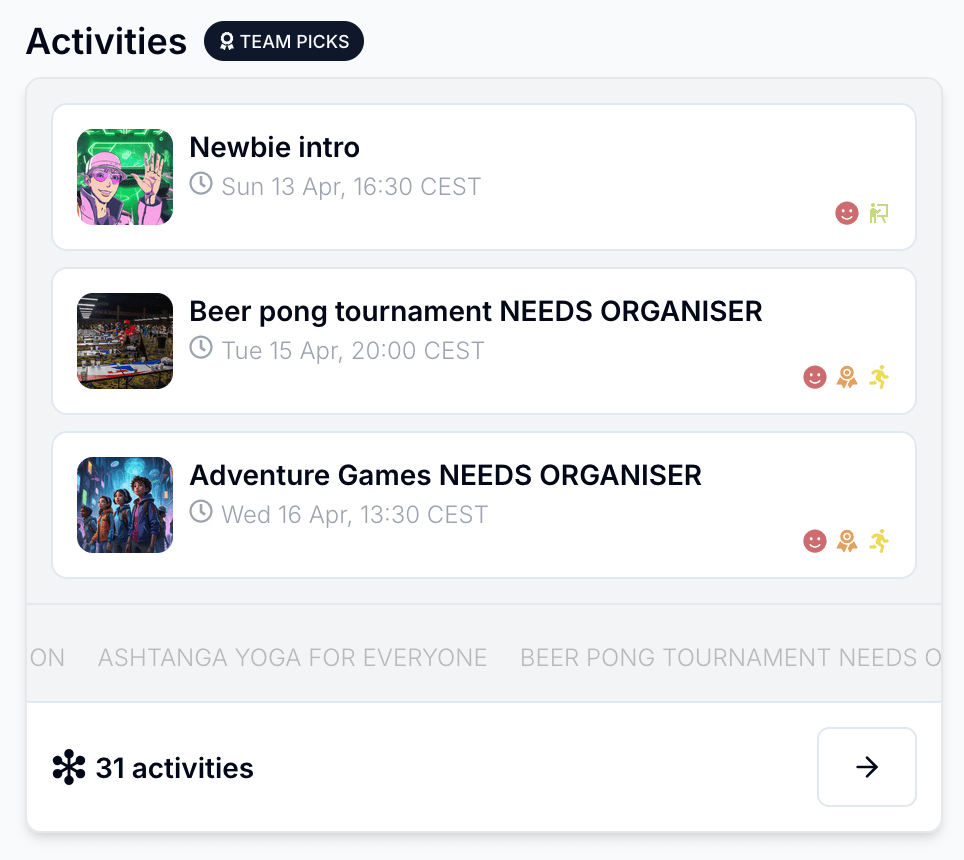 Activities
TEAM PICKS
Newbie intro
Sun 13 Apr, 16:30 CEST
Beer pong tournament NEEDS ORGANISER
Tue 15 Apr, 20:00 CEST
Adventure Games NEEDS ORGANISER
Wed 16 Apr, 13:30 CEST
ON ASHTANGA YOGA FOR EVERYONE BEER PONG TOURNAMENT NEEDS O
31 activities